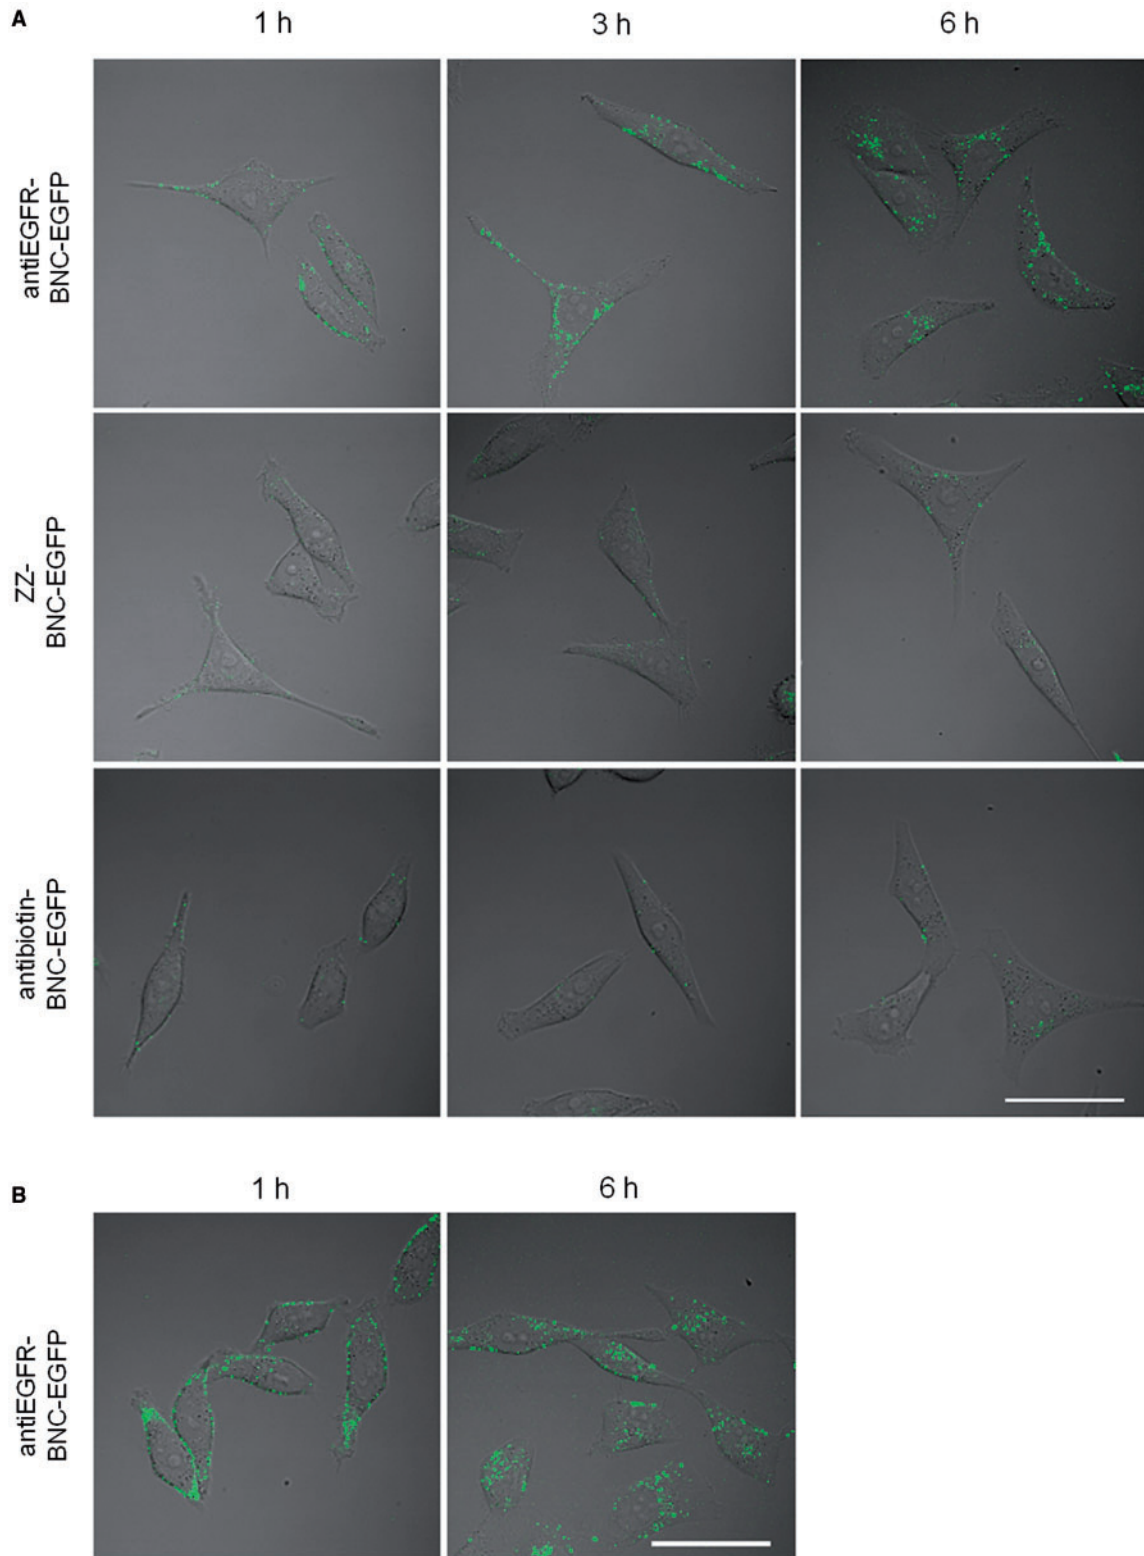 A
1 h
3 h
6 h
antiEGFR-
BNC-EGFP
ZZ-
BNC-EGFP
antibiotin-
BNC-EGFP
B
1 h
6 h
antiEGFR-
BNC-EGFP